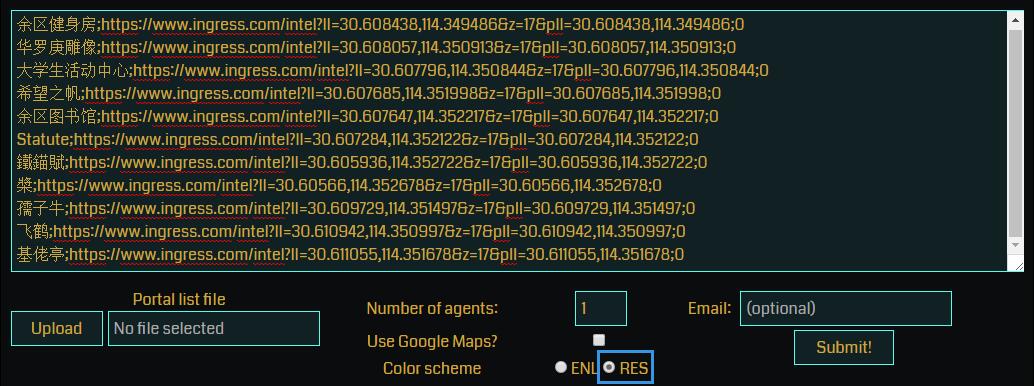 余区健身房;https://www.ingress.com/intel?ll=30.608438,114.349486&z=17&pll=30.608438,114.349486;0
华罗庚雕像;https://www.ingress.com/intel?ll=30.608057,114.350913&z=17&pll=30.608057,114.350913;0
大学生活动中心;https://www.ingress.com/intel?ll=30.607796,114.350844&z=17&pll=30.607796,114.350844;0
希望之帆;https://www.ingress.com/intel?ll=30.607685,114.351998&z=17&pll=30.607685,114.351998;0
余区图书馆;https://www.ingress.com/intel?ll=30.607647,114.352217&z=17&pll=30.607647,114.352217;0
Statute;https://www.ingress.com/intel?ll=30.607284,114.352122&z=17&pll=30.607284,114.352122;0
鐵錨賦;https://www.ingress.com/intel?ll=30.605936,114.352722&z=17&pll=30.605936,114.352722;0
槳;https://www.ingress.com/intel?ll=30.60566,114.352678&z=17&pll=30.60566,114.352678;0
孺子牛;https://www.ingress.com/intel?ll=30.609729,114.351497&z=17&pll=30.609729,114.351497;0
飞鹤;https://www.ingress.com/intel?ll=30.610942,114.350997&z=17&pll=30.610942,114.350997;0
基佬亭;https://www.ingress.com/intel?ll=30.611055,114.351678&z=17&pll=30.611055,114.351678;0
Portal list file
Upload No file selected
Number of agents: 1
Email: (optional)
Use Google Maps?
Submit!
Color scheme ENL RES